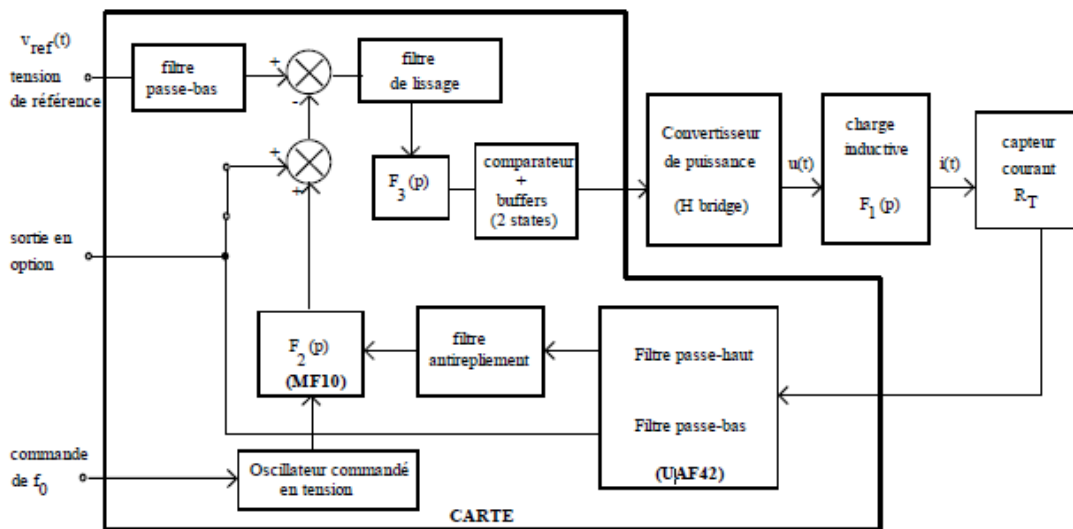 v_ref(t)
tension
de référence
filtre
passe-bas
+
-
filtre
de lissage
+
+
F_3(p)
comparateur
+
buffers
(2 states)
Convertisseur
de puissance
(H bridge)
u(t)
charge
inductive
F_1(p)
i(t)
capteur
courant
R_T
sortie en
option
F_2(p)
(MF10)
filtre
antirepliement
Filtre passe-haut
Filtre passe-bas
(UAF42)
commande
de f_0
Oscillateur commandé
en tension
CARTE